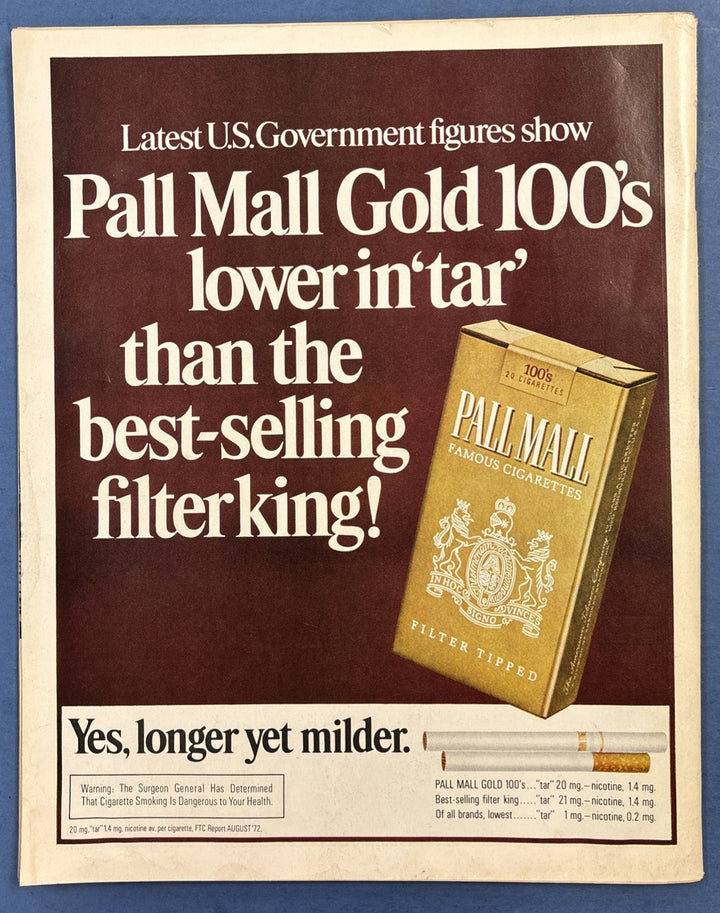 Latest U.S. Government figures show
Pall Mall Gold 100's
lower in 'tar'
than the
best-selling
filter king!
100's
20 CIGARETTES
PALL MALL
FAMOUS CIGARETTES
IN HOC
SIGNO
VINCES
FILTER TIPPED
The American Tobacco Company
Yes, longer yet milder.
Warning: The Surgeon General Has Determined
That Cigarette Smoking Is Dangerous to Your Health.
20 mg. "tar" 1.4 mg. nicotine av. per cigarette, FTC Report AUGUST '72.
PALL MALL GOLD 100's... "tar" 20 mg.–nicotine, 1.4 mg.
Best-selling filter king..... "tar" 21 mg.–nicotine, 1.4 mg.
Of all brands, lowest....... "tar" 1 mg.–nicotine, 0.2 mg.